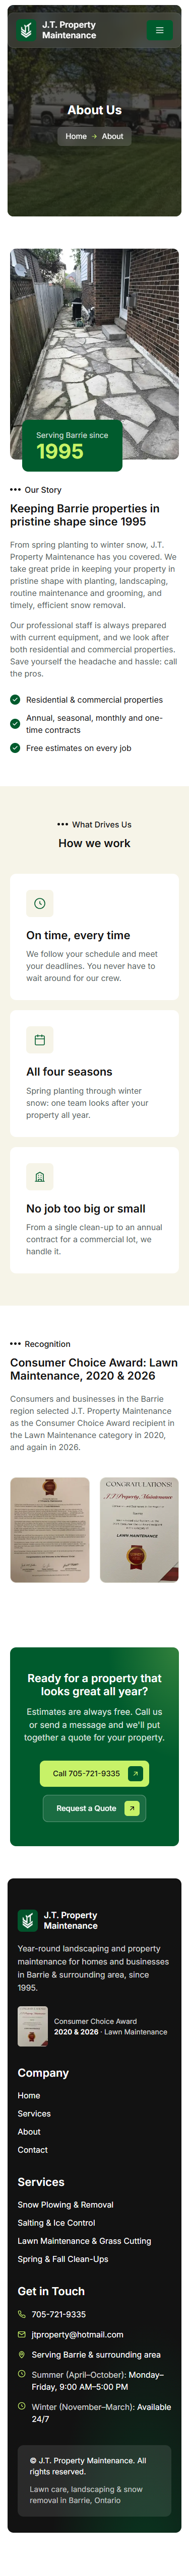 J.T. Property
Maintenance
About Us
Home → About
Serving Barrie since
1995
Our Story
Keeping Barrie properties in
pristine shape since 1995
From spring planting to winter snow, J.T.
Property Maintenance has you covered. We
take great pride in keeping your property in
pristine shape with planting, landscaping,
routine maintenance and grooming, and
timely, efficient snow removal.
Our professional staff is always prepared
with current equipment, and we look after
both residential and commercial properties.
Save yourself the headache and hassle: call
the pros.
Residential & commercial properties
Annual, seasonal, monthly and one-
time contracts
Free estimates on every job
What Drives Us
How we work
On time, every time
We follow your schedule and meet
your deadlines. You never have to
wait around for our crew.
All four seasons
Spring planting through winter
snow: one team looks after your
property all year.
No job too big or small
From a single clean-up to an annual
contract for a commercial lot, we
handle it.
Recognition
Consumer Choice Award: Lawn
Maintenance, 2020 & 2026
Consumers and businesses in the Barrie
region selected J.T. Property Maintenance
as the Consumer Choice Award recipient in
the Lawn Maintenance category in 2020,
and again in 2026.
CONGRATULATIONS!
J.T Property Maintenance
LAWN MAINTENANCE
Ready for a property that
looks great all year?
Estimates are always free. Call us
or send a message and we'll put
together a quote for your property.
Call 705-721-9335
Request a Quote
J.T. Property
Maintenance
Year-round landscaping and property
maintenance for homes and businesses
in Barrie & surrounding area, since
1995.
Consumer Choice Award
2020 & 2026 · Lawn Maintenance
Company
Home
Services
About
Contact
Services
Snow Plowing & Removal
Salting & Ice Control
Lawn Maintenance & Grass Cutting
Spring & Fall Clean-Ups
Get in Touch
705-721-9335
jtproperty@hotmail.com
Serving Barrie & surrounding area
Summer (April–October): Monday–
Friday, 9:00 AM–5:00 PM
Winter (November–March): Available
24/7
© J.T. Property Maintenance. All
rights reserved.
Lawn care, landscaping & snow
removal in Barrie, Ontario